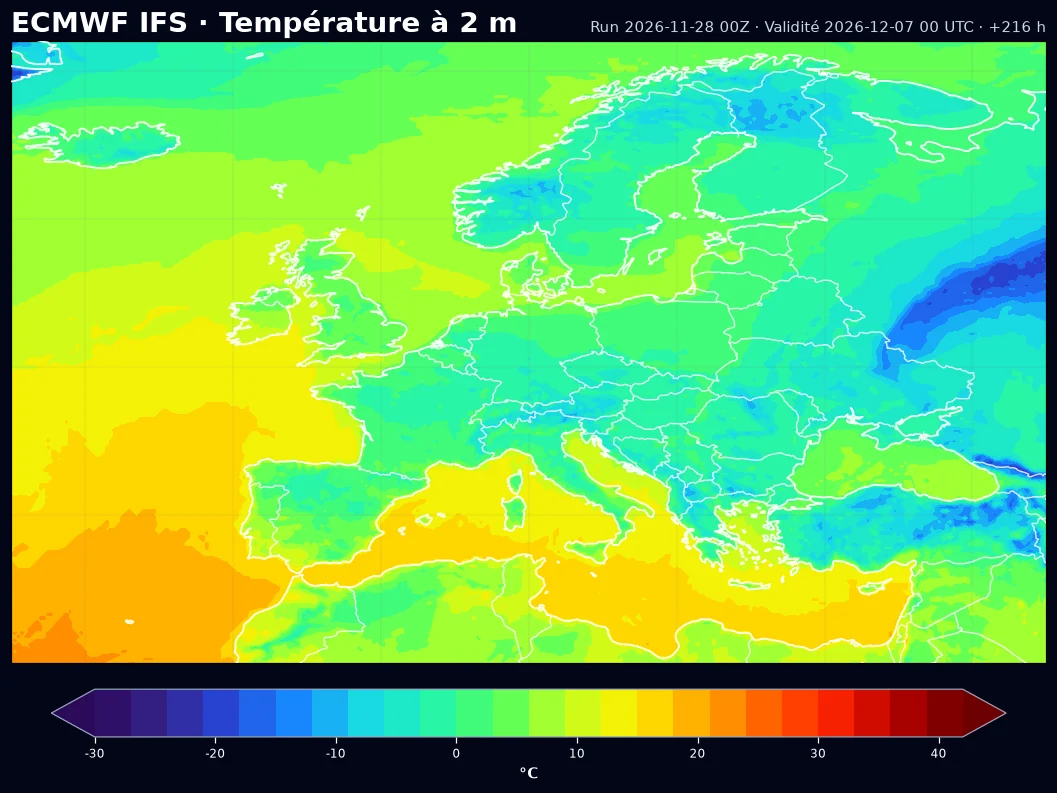 ECMWF IFS · Température à 2 m
Run 2026-11-28 00Z · Validité 2026-12-07 00 UTC · +216 h
-30 -20 -10 0 10 20 30 40
°C